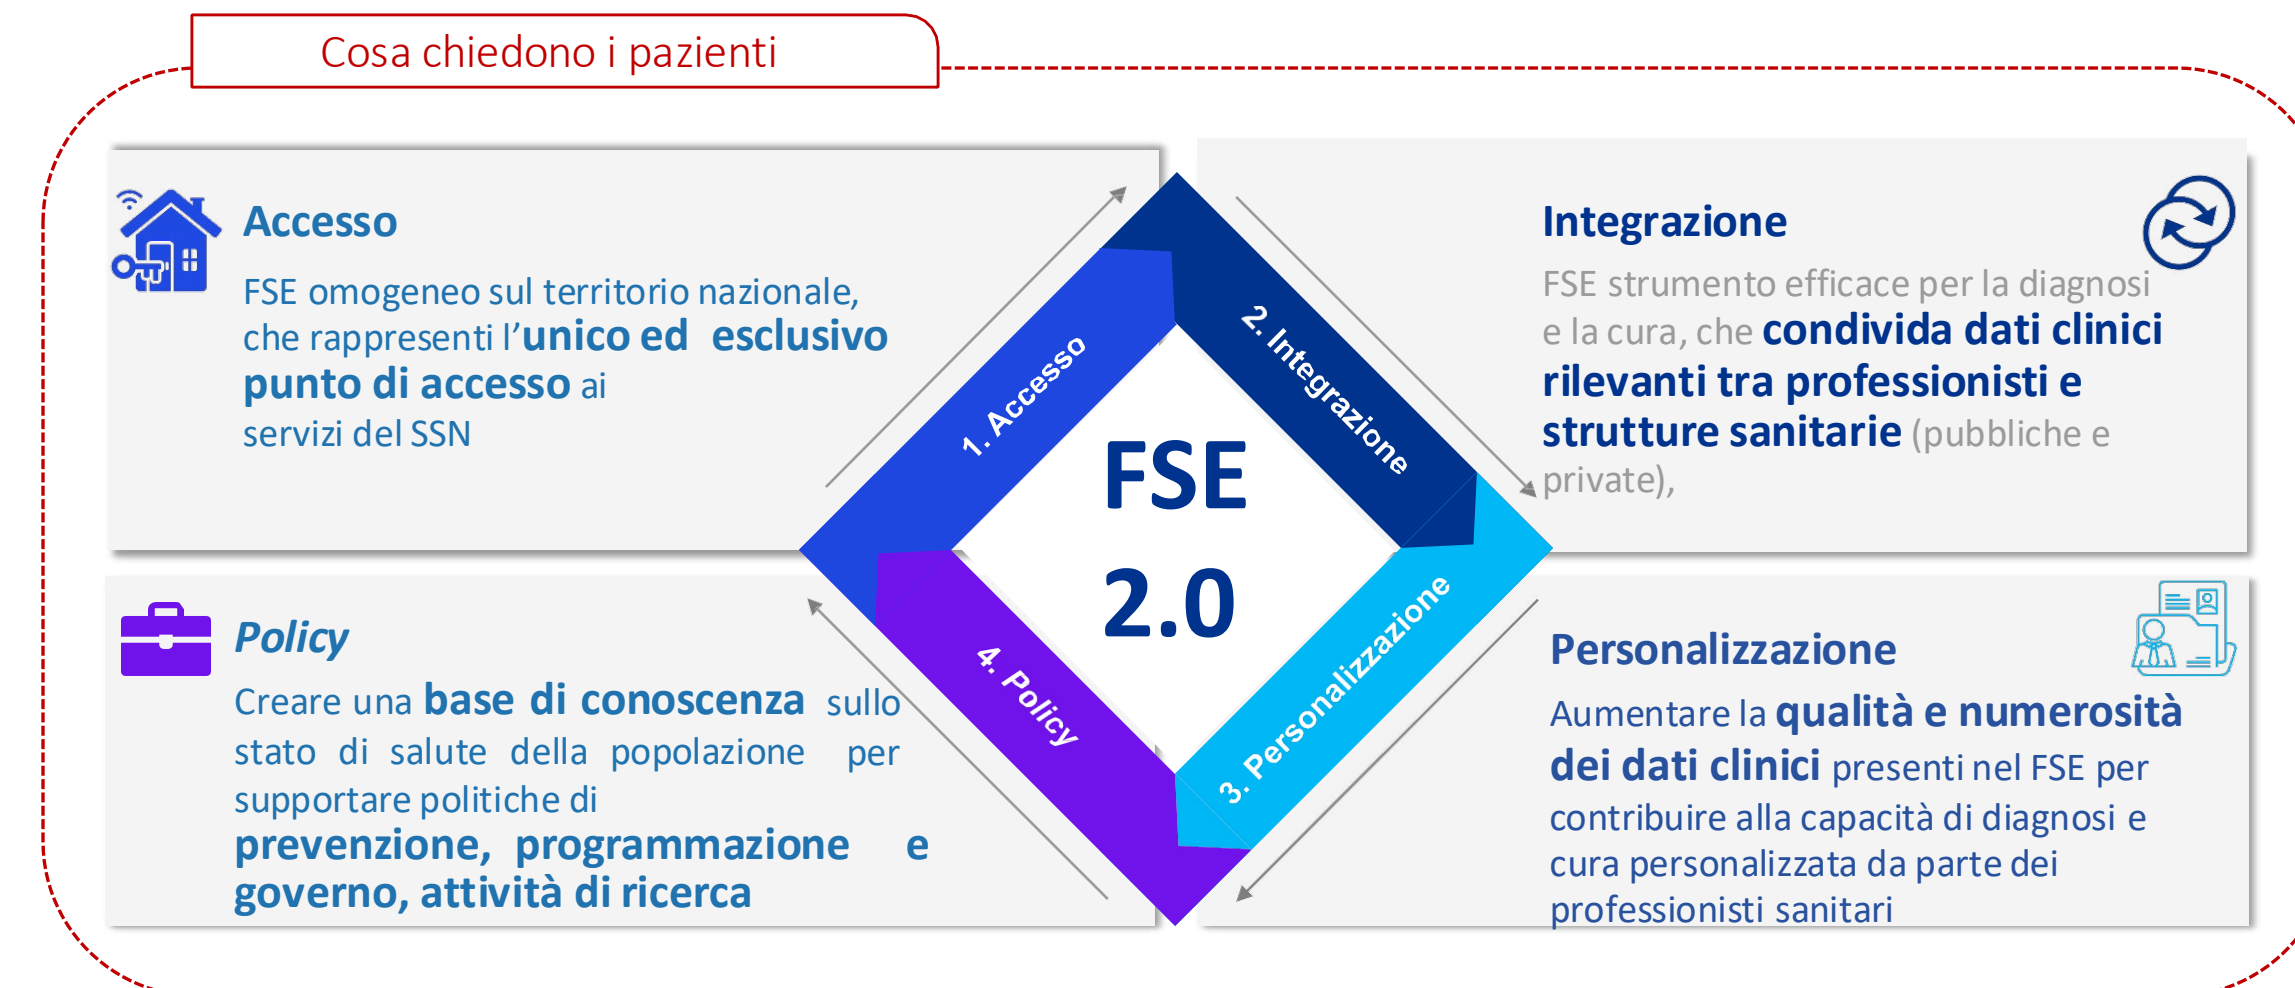 Cosa chiedono i pazienti
Accesso
FSE omogeneo sul territorio nazionale,
che rappresenti l’unico ed esclusivo
punto di accesso ai
servizi del SSN
Integrazione
FSE strumento efficace per la diagnosi
e la cura, che condivida dati clinici
rilevanti tra professionisti e
strutture sanitarie (pubbliche e
private),
1. Accesso
2. Integrazione
FSE
2.0
3. Personalizzazione
4. Policy
Policy
Creare una base di conoscenza sullo
stato di salute della popolazione per
supportare politiche di
prevenzione, programmazione e
governo, attività di ricerca
Personalizzazione
Aumentare la qualità e numerosità
dei dati clinici presenti nel FSE per
contribuire alla capacità di diagnosi e
cura personalizzata da parte dei
professionisti sanitari